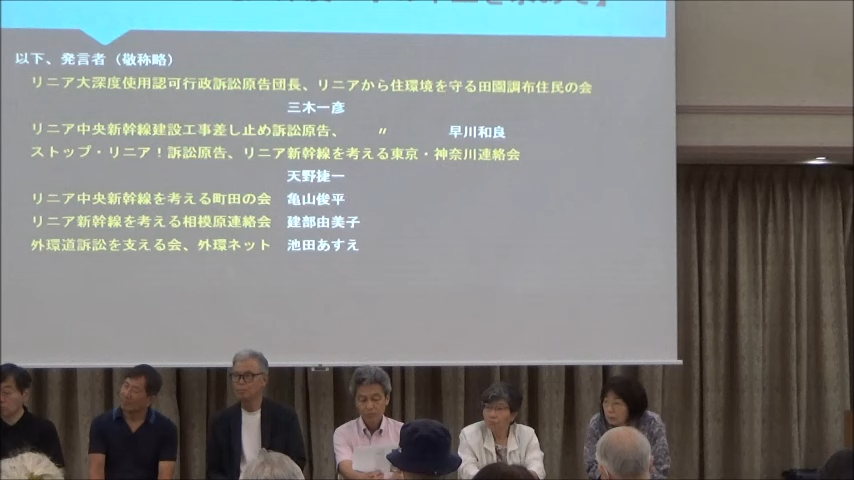 以下、発言者（敬称略）
リニア大深度使用認可行政訴訟原告団長、リニアから住環境を守る田園調布住民の会
三木一彦
リニア中央新幹線建設工事差し止め訴訟原告、　〃　早川和良
ストップ・リニア！訴訟原告、リニア新幹線を考える東京・神奈川連絡会
天野捷一
リニア中央新幹線を考える町田の会　亀山俊平
リニア新幹線を考える相模原連絡会　建部由美子
外環道訴訟を支える会、外環ネット　池田あすえ